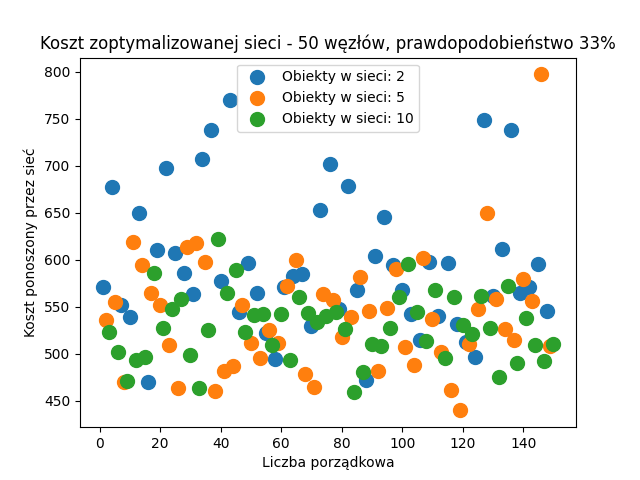 Koszt zoptymalizowanej sieci - 50 węzłów, prawdopodobieństwo 33%
Obiekty w sieci: 2
Obiekty w sieci: 5
Obiekty w sieci: 10
Koszt ponoszony przez sieć
800
750
700
650
600
550
500
450
0 20 40 60 80 100 120 140
Liczba porządkowa